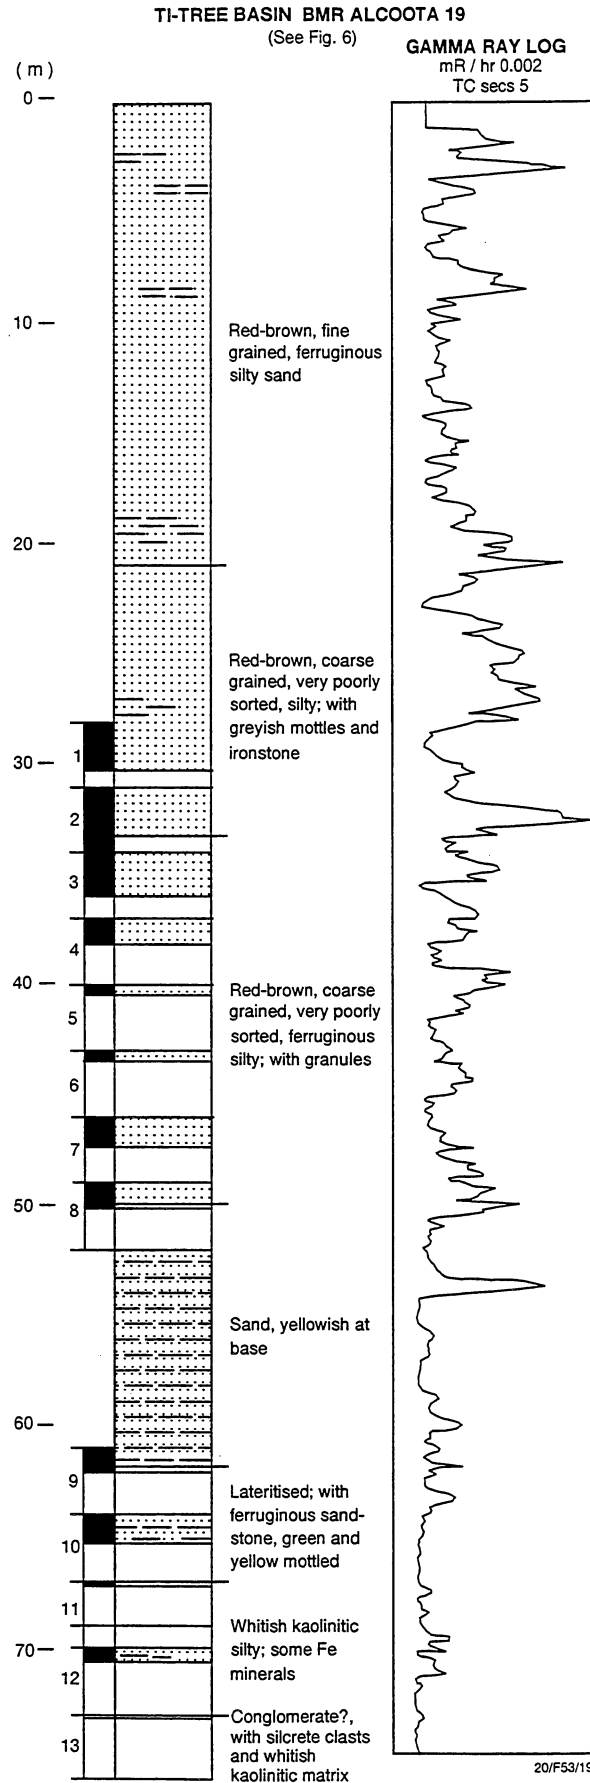 TI-TREE BASIN BMR ALCOOTA 19
(See Fig. 6)
GAMMA RAY LOG
mR / hr 0.002
TC secs 5
(m)
0
10
Red-brown, fine
grained, ferruginous
silty sand
20
Red-brown, coarse
grained, very poorly
sorted, silty; with
greyish mottles and
ironstone
1
30
2
3
4
40
Red-brown, coarse
grained, very poorly
sorted, ferruginous
silty; with granules
5
6
7
50
8
Sand, yellowish at
base
60
9
Lateritised; with
ferruginous sand-
stone, green and
yellow mottled
10
11
Whitish kaolinitic
silty; some Fe
minerals
70
12
Conglomerate?,
with silcrete clasts
and whitish
kaolinitic matrix
13
20/F53/19